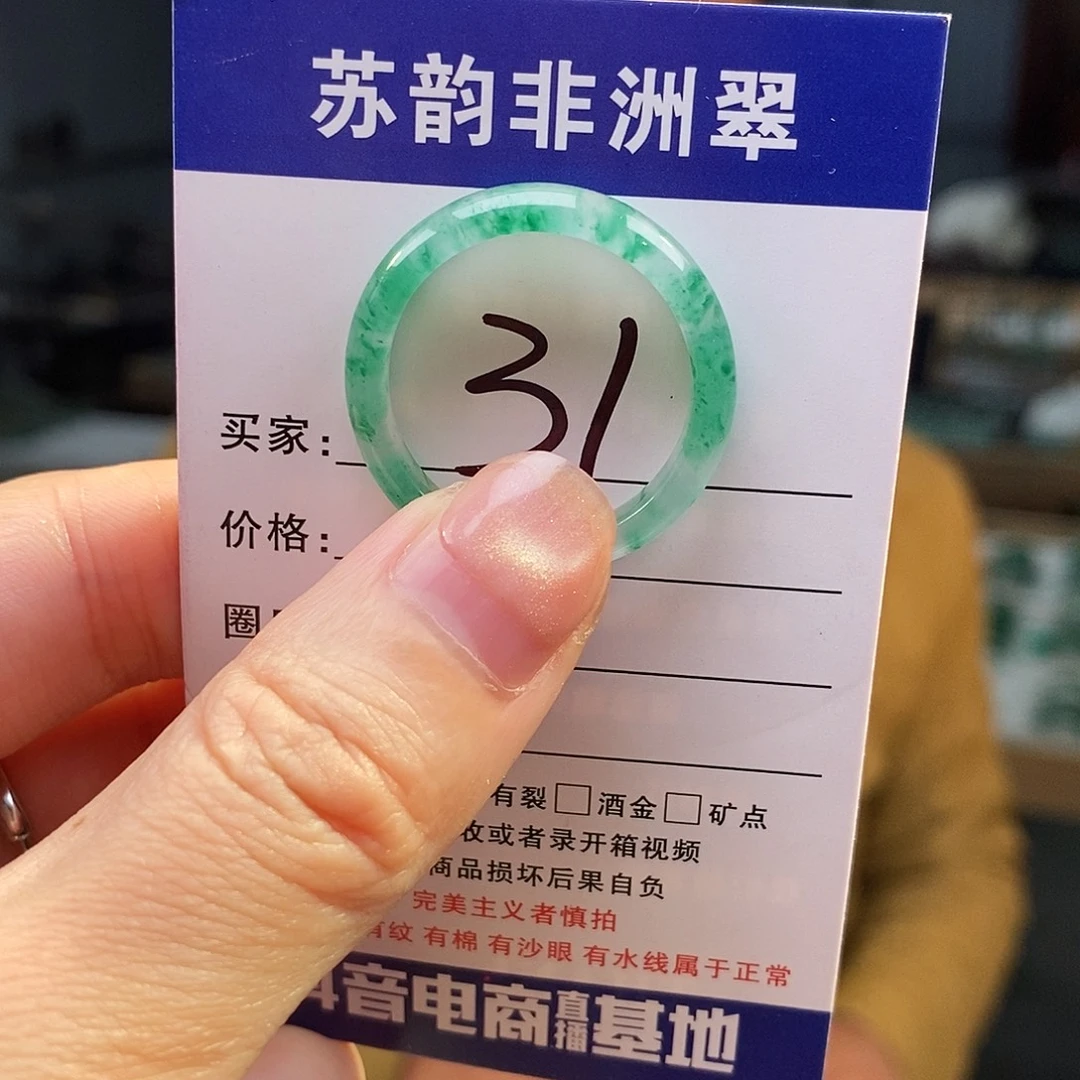 苏韵非洲翠
31
买家:
价格:
圈
有裂 酒金 矿点
收或者录开箱视频
商品损坏后果自负
完美主义者慎拍
有纹 有棉 有沙眼 有水线属于正常
抖音电商直播基地